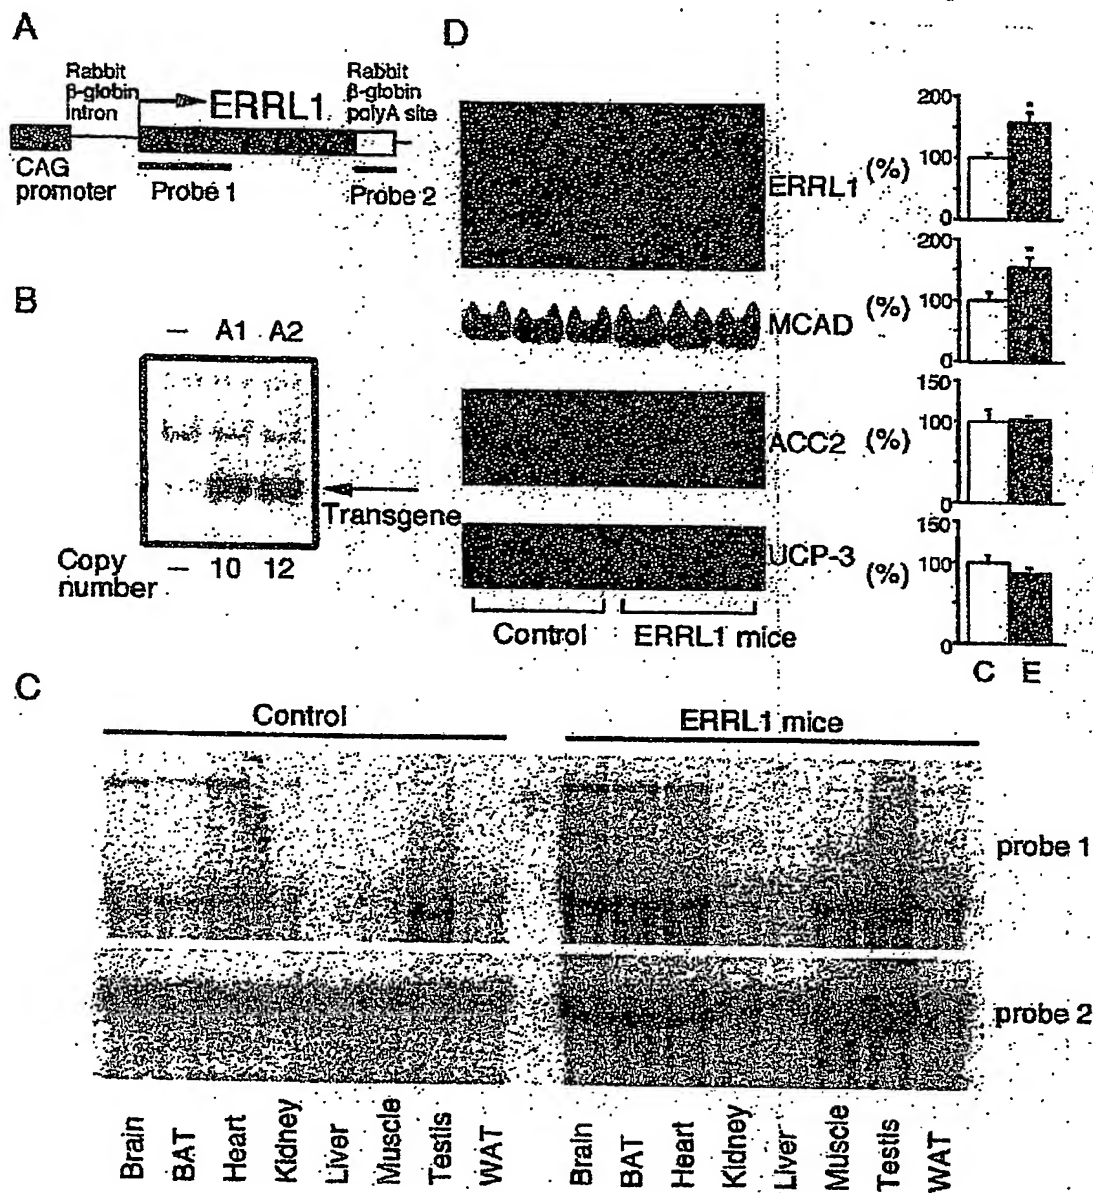 A
Rabbit
β-globin
intron
ERRL1
Rabbit
β-globin
polyA site
CAG
promoter
Probe 1
Probe 2
B
– A1 A2
Transgene
Copy
number
– 10 12
D
ERRL1
(%)
200
100
0
MCAD
(%)
200
100
0
ACC2
(%)
150
100
0
UCP-3
(%)
150
100
0
Control
ERRL1 mice
C E
C
Control
ERRL1 mice
probe 1
probe 2
Brain
BAT
Heart
Kidney
Liver
Muscle
Testis
WAT
Brain
BAT
Heart
Kidney
Liver
Muscle
Testis
WAT